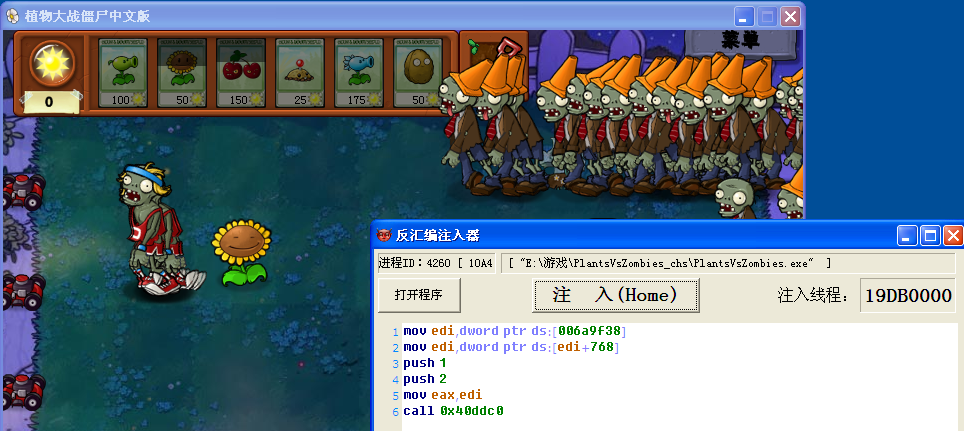 植物大战僵尸中文版
0
100
50
150
25
175
50
菜單
反汇编注入器
进程ID：4260 [ 10A4
[ "E:\游戏\PlantsVsZombies_chs\PlantsVsZombies.exe" ]
打开程序
注 入(Home)
注入线程：
19DB0000
1 mov edi,dword ptr ds:[006a9f38]
2 mov edi,dword ptr ds:[edi+768]
3 push 1
4 push 2
5 mov eax,edi
6 call 0x40ddc0